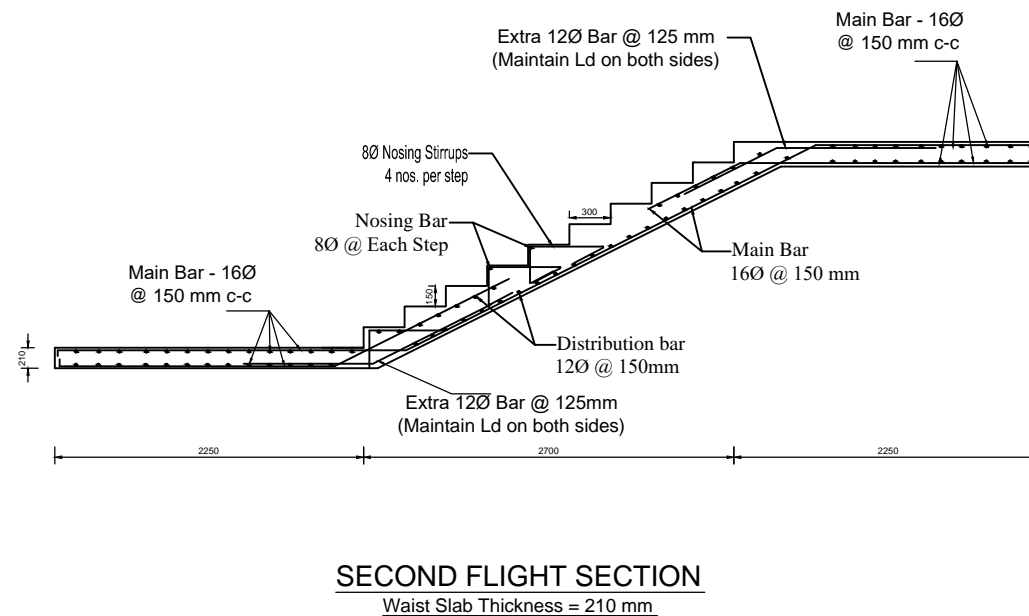 Main Bar - 16Ø
@ 150 mm c-c
Extra 12Ø Bar @ 125 mm
(Maintain Ld on both sides)
8Ø Nosing Stirrups
4 nos. per step
300
Nosing Bar
8Ø @ Each Step
Main Bar
16Ø @ 150 mm
Main Bar - 16Ø
@ 150 mm c-c
150
210
Distribution bar
12Ø @ 150mm
Extra 12Ø Bar @ 125mm
(Maintain Ld on both sides)
2250
2700
2250
SECOND FLIGHT SECTION
Waist Slab Thickness = 210 mm